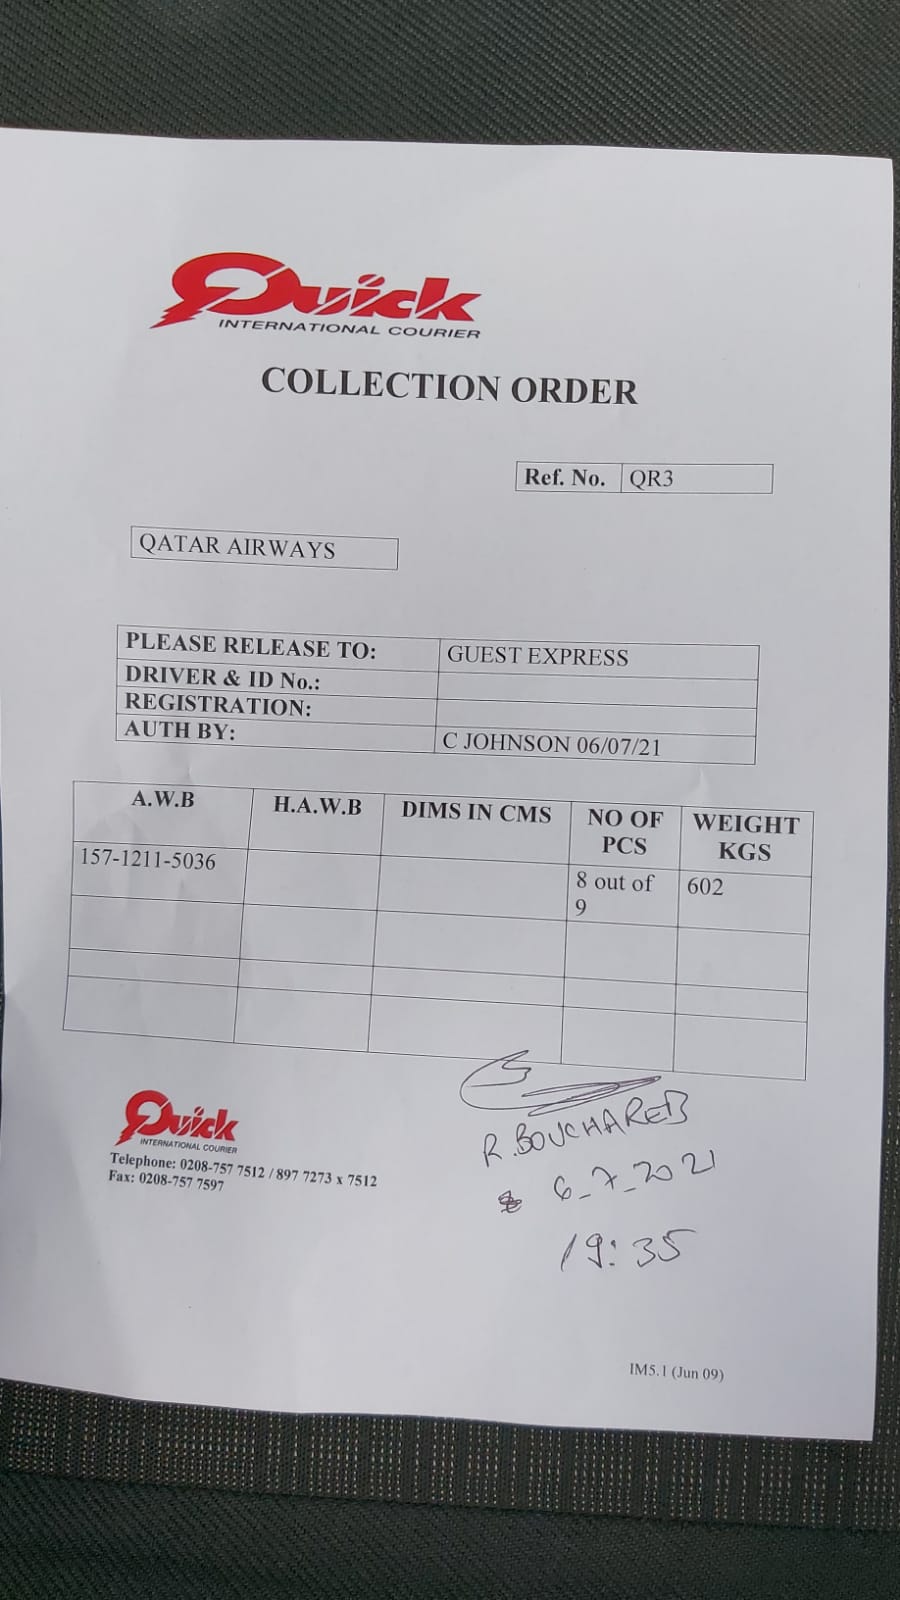 Quick
INTERNATIONAL COURIER
COLLECTION ORDER
Ref. No. QR3
QATAR AIRWAYS
PLEASE RELEASE TO: GUEST EXPRESS
DRIVER & ID No.:
REGISTRATION:
AUTH BY: C JOHNSON 06/07/21
A.W.B H.A.W.B DIMS IN CMS NO OF PCS WEIGHT KGS
157-1211-5036 8 out of 9 602
Quick
INTERNATIONAL COURIER
Telephone: 0208-757 7512 / 897 7273 x 7512
Fax: 0208-757 7597
R. BOUCHAREB
6_7_2021
19:35
IM5.1 (Jun 09)